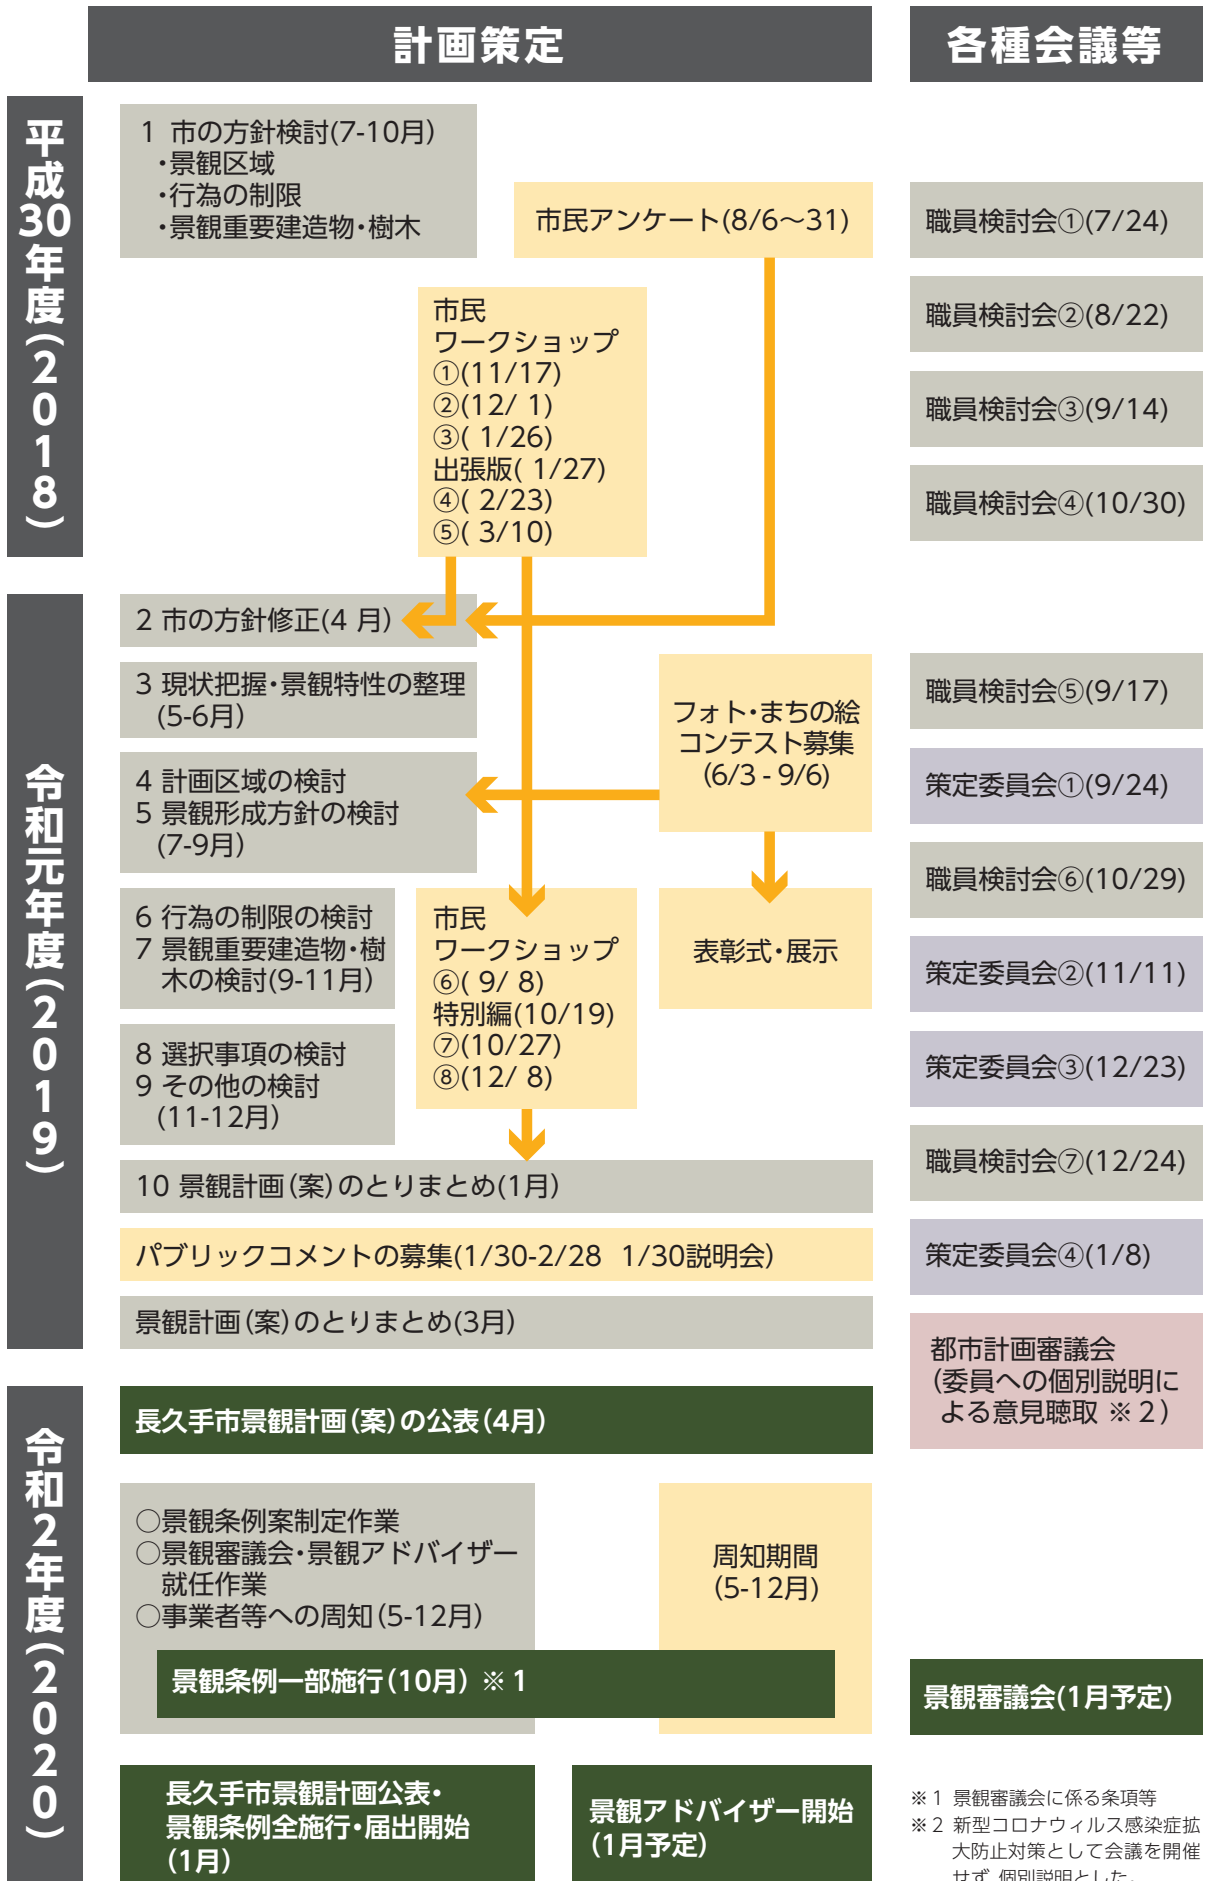 計画策定
各種会議等
平成30年度(2018)
1 市の方針検討(7-10月)
・景観区域
・行為の制限
・景観重要建造物・樹木
市民アンケート(8/6～31)
市民
ワークショップ
①(11/17)
②(12/ 1)
③( 1/26)
出張版( 1/27)
④( 2/23)
⑤( 3/10)
職員検討会①(7/24)
職員検討会②(8/22)
職員検討会③(9/14)
職員検討会④(10/30)
令和元年度(2019)
2 市の方針修正(4 月)
3 現状把握・景観特性の整理
(5-6月)
4 計画区域の検討
5 景観形成方針の検討
(7-9月)
6 行為の制限の検討
7 景観重要建造物・樹
木の検討(9-11月)
8 選択事項の検討
9 その他の検討
(11-12月)
フォト・まちの絵
コンテスト募集
(6/3 - 9/6)
市民
ワークショップ
⑥( 9/ 8)
特別編(10/19)
⑦(10/27)
⑧(12/ 8)
表彰式・展示
10 景観計画(案)のとりまとめ(1月)
パブリックコメントの募集(1/30-2/28 1/30説明会)
景観計画(案)のとりまとめ(3月)
職員検討会⑤(9/17)
策定委員会①(9/24)
職員検討会⑥(10/29)
策定委員会②(11/11)
策定委員会③(12/23)
職員検討会⑦(12/24)
策定委員会④(1/8)
都市計画審議会
(委員への個別説明に
よる意見聴取 ※2)
令和2年度(2020)
長久手市景観計画(案)の公表(4月)
○景観条例案制定作業
○景観審議会・景観アドバイザー
就任作業
○事業者等への周知(5-12月)
周知期間
(5-12月)
景観条例一部施行(10月) ※1
景観審議会(1月予定)
長久手市景観計画公表・
景観条例全施行・届出開始
(1月)
景観アドバイザー開始
(1月予定)
※1 景観審議会に係る条項等
※2 新型コロナウィルス感染症拡
大防止対策として会議を開催
せず、個別説明とした。